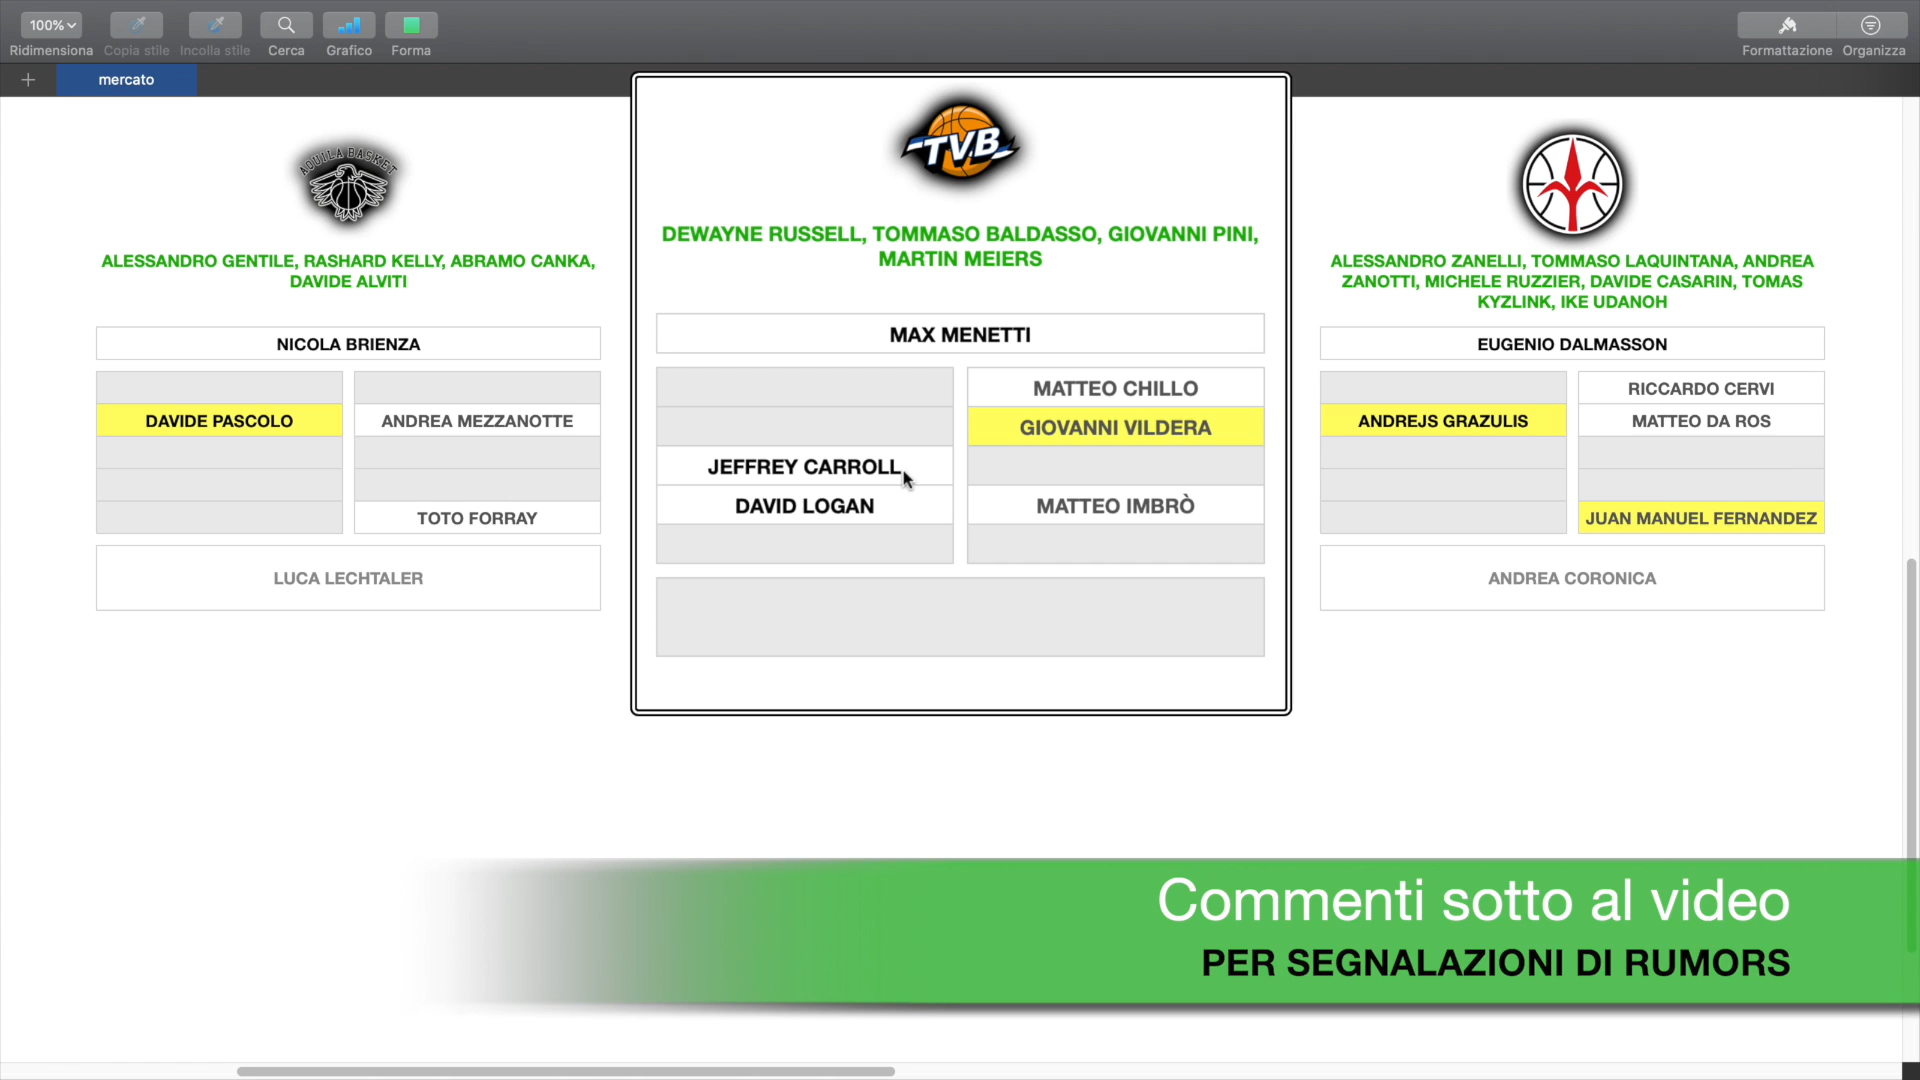 100%
Ridimensiona
Copia stile
Incolla stile
Cerca
Grafico
Forma
Formattazione
Organizza
mercato
AQUILA BASKET
ALESSANDRO GENTILE, RASHARD KELLY, ABRAMO CANKA,
DAVIDE ALVITI
NICOLA BRIENZA
DAVIDE PASCOLO
ANDREA MEZZANOTTE
TOTO FORRAY
LUCA LECHTALER
TVB
DEWAYNE RUSSELL, TOMMASO BALDASSO, GIOVANNI PINI,
MARTIN MEIERS
MAX MENETTI
MATTEO CHILLO
GIOVANNI VILDERA
JEFFREY CARROLL
DAVID LOGAN
MATTEO IMBRÒ
ALESSANDRO ZANELLI, TOMMASO LAQUINTANA, ANDREA
ZANOTTI, MICHELE RUZZIER, DAVIDE CASARIN, TOMAS
KYZLINK, IKE UDANOH
EUGENIO DALMASSON
RICCARDO CERVI
ANDREJS GRAZULIS
MATTEO DA ROS
JUAN MANUEL FERNANDEZ
ANDREA CORONICA
Commenti sotto al video
PER SEGNALAZIONI DI RUMORS